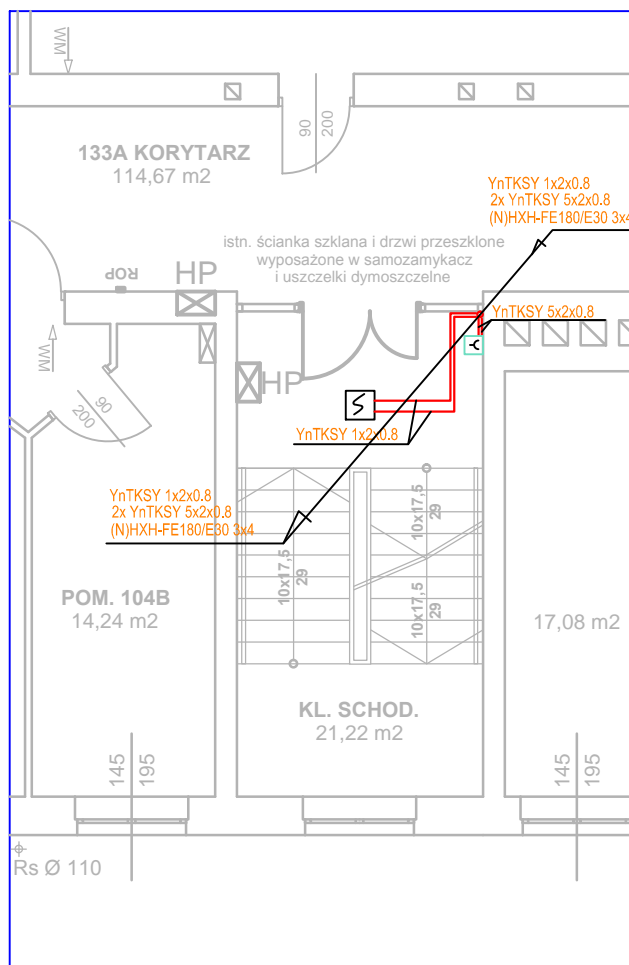 WM
90
200
133A KORYTARZ
114,67 m2
YnTKSY 1x2x0.8
2x YnTKSY 5x2x0.8
(N)HXH-FE180/E30 3x4
istn. ścianka szklana i drzwi przeszklone
wyposażone w samozamykacz
i uszczelki dymoszczelne
ROP
HP
YnTKSY 5x2x0.8
WM
HP
90
200
YnTKSY 1x2x0.8
YnTKSY 1x2x0.8
2x YnTKSY 5x2x0.8
(N)HXH-FE180/E30 3x4
10x17,5
29
10x17,5
29
10x17,5
29
POM. 104B
14,24 m2
17,08 m2
KL. SCHOD.
21,22 m2
145
195
145
195
Rs Ø 110